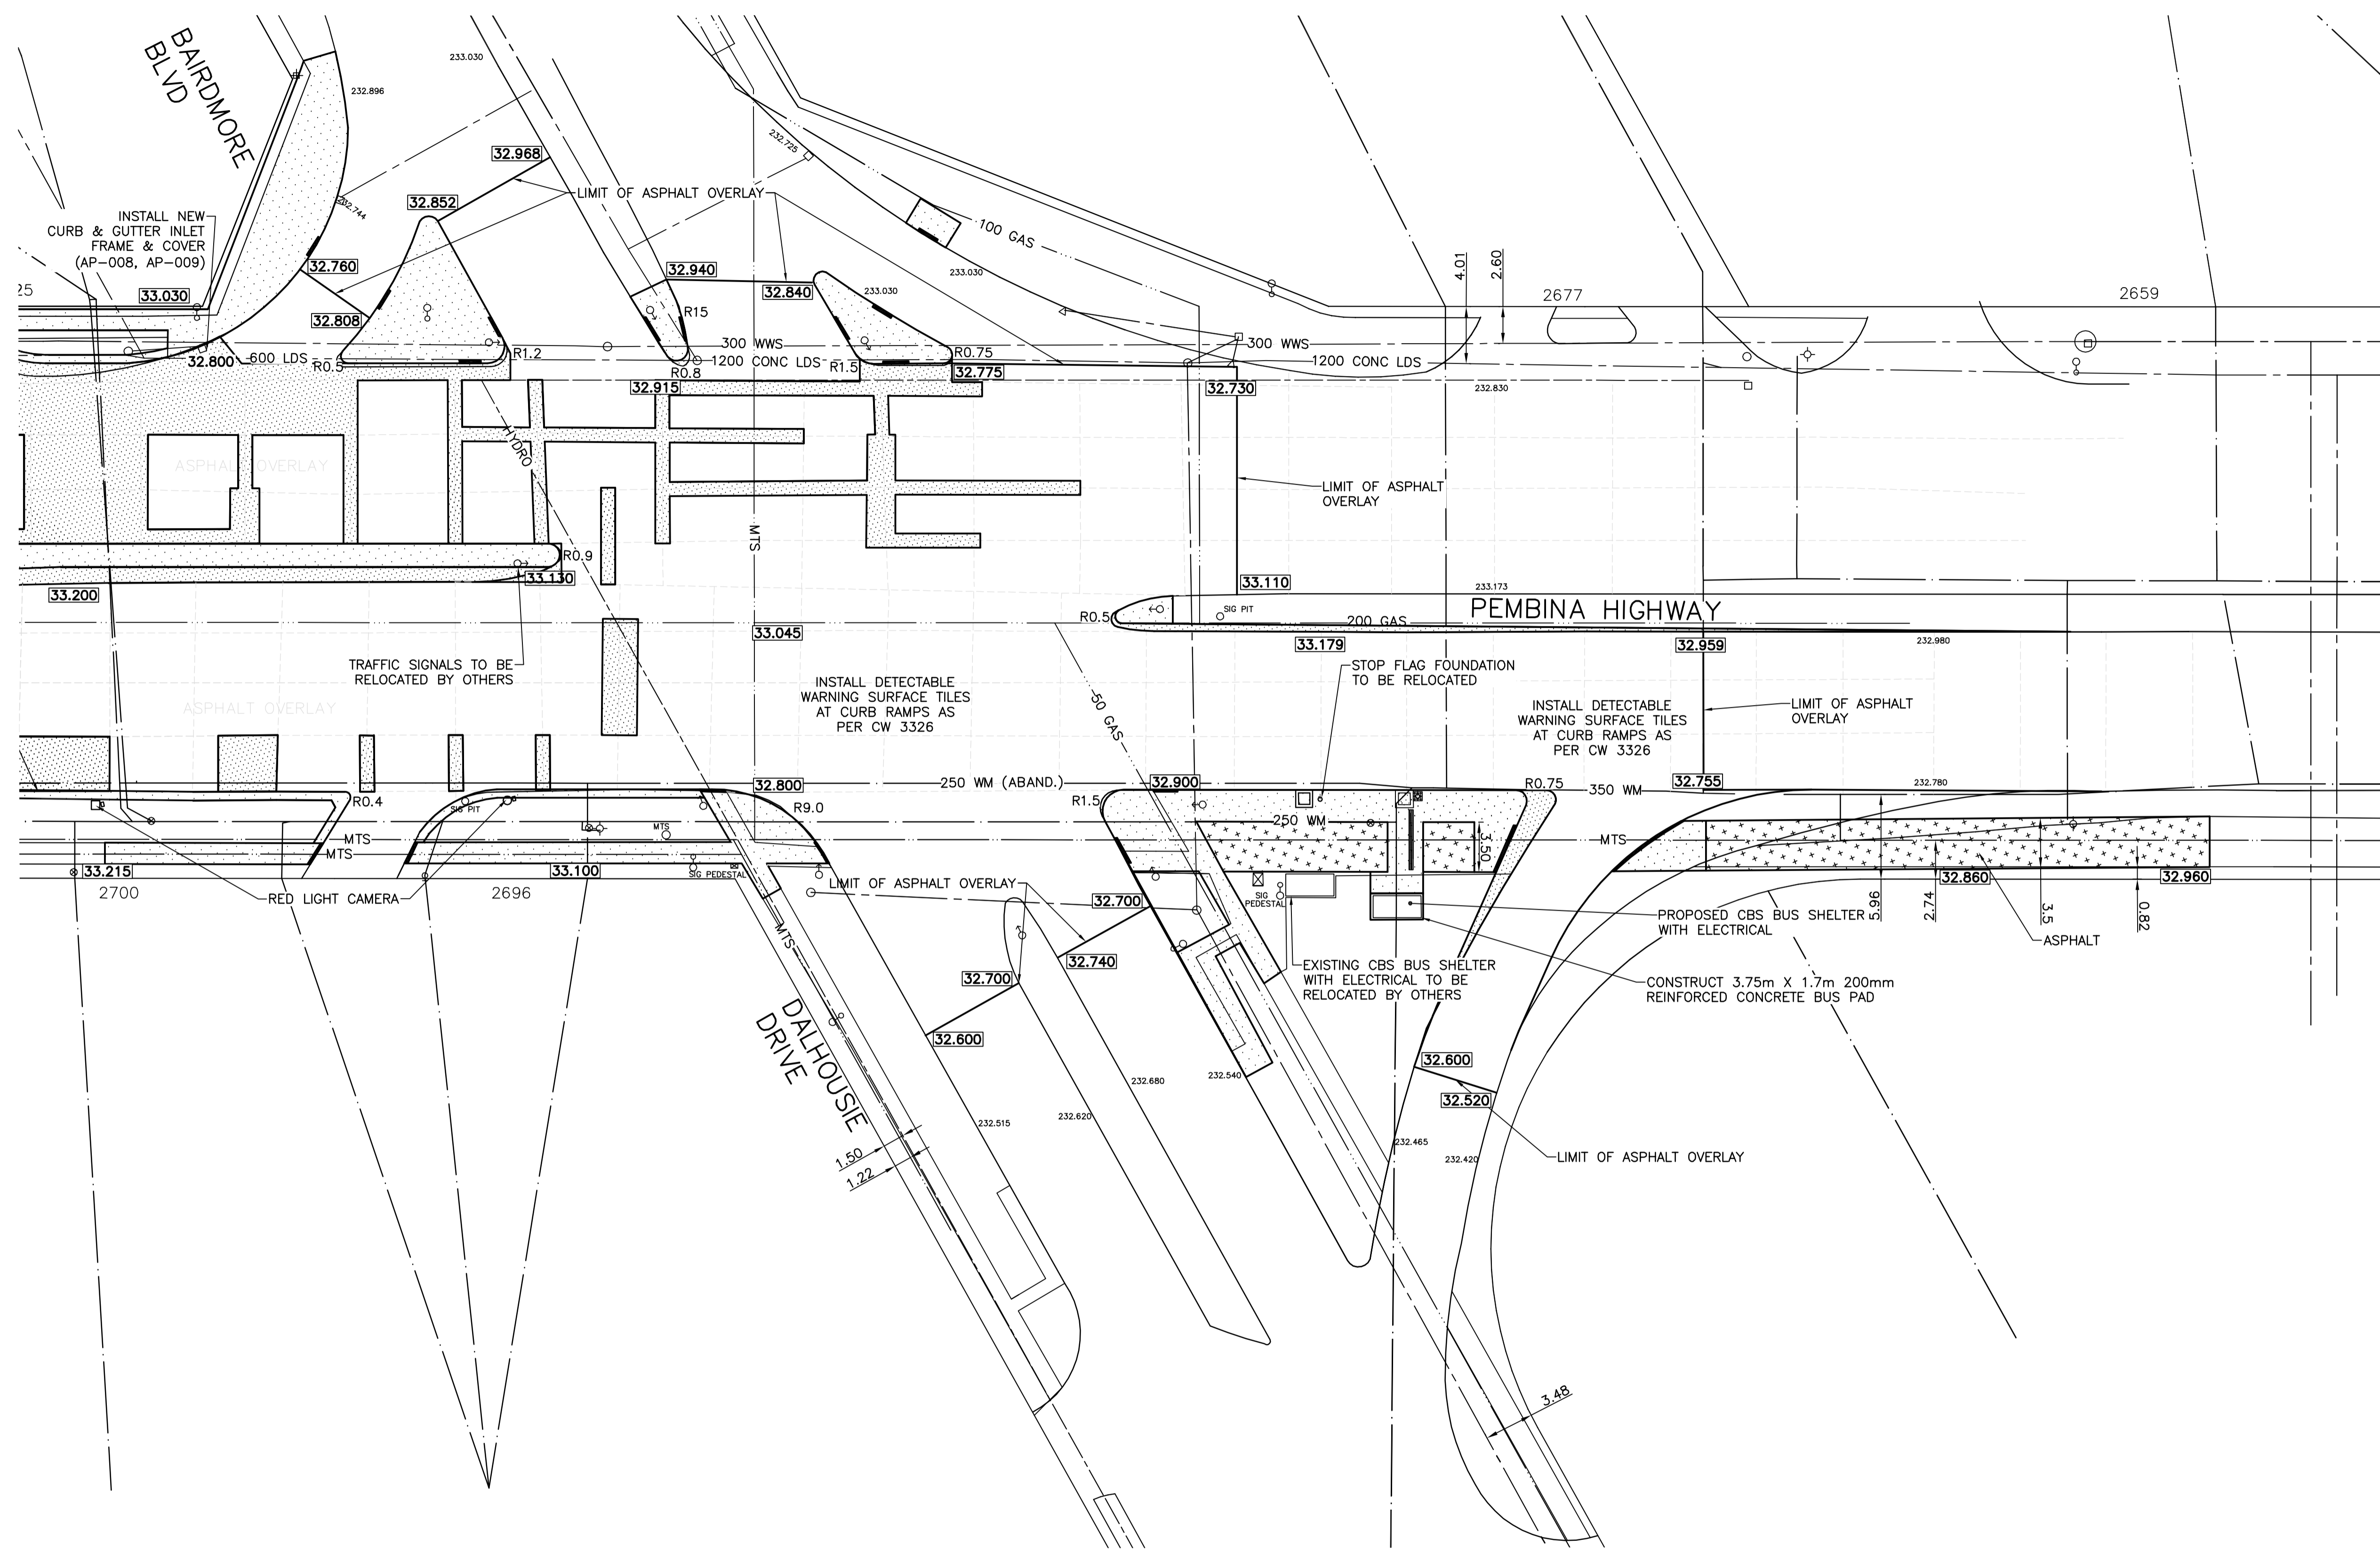 BAIRDMORE
BLVD
232.896
233.030
232.725
32.968
32.852
LIMIT OF ASPHALT OVERLAY
232.744
INSTALL NEW
CURB & GUTTER INLET
FRAME & COVER
(AP-008, AP-009)
100 GAS
32.760
32.940
233.030
4.01
2.60
25
33.030
32.840
233.030
2677
2659
32.808
R15
300 WWS
300 WWS
32.800
600 LDS
R0.5
R1.2
1200 CONC LDS
R0.8
R1.5
R0.75
1200 CONC LDS
32.775
32.915
32.730
232.830
HYDRO
ASPHALT OVERLAY
LIMIT OF ASPHALT
OVERLAY
MTS
R0.9
33.130
33.110
233.173
33.200
R0.5
SIG PIT
PEMBINA HIGHWAY
200 GAS
33.045
33.179
32.959
232.980
TRAFFIC SIGNALS TO BE
RELOCATED BY OTHERS
STOP FLAG FOUNDATION
TO BE RELOCATED
INSTALL DETECTABLE
WARNING SURFACE TILES
AT CURB RAMPS AS
PER CW 3326
50 GAS
INSTALL DETECTABLE
WARNING SURFACE TILES
AT CURB RAMPS AS
PER CW 3326
LIMIT OF ASPHALT
OVERLAY
ASPHALT OVERLAY
32.800
250 WM (ABAND.)
32.900
R0.75
32.755
232.780
350 WM
R0.4
SIG PIT
R9.0
R1.5
250 WM
MTS
MTS
MTS
3.50
MTS
33.215
33.100
SIG PEDESTAL
32.860
32.960
2700
RED LIGHT CAMERA
2696
LIMIT OF ASPHALT OVERLAY
32.700
SIG
PEDESTAL
PROPOSED CBS BUS SHELTER
WITH ELECTRICAL
5.96
2.74
3.5
0.82
ASPHALT
MTS
32.740
32.700
EXISTING CBS BUS SHELTER
WITH ELECTRICAL TO BE
RELOCATED BY OTHERS
CONSTRUCT 3.75m X 1.7m 200mm
REINFORCED CONCRETE BUS PAD
DALHOUSIE
DRIVE
32.600
32.600
232.680
232.540
32.520
232.515
232.620
232.465
232.420
LIMIT OF ASPHALT OVERLAY
1.50
1.22
3.48